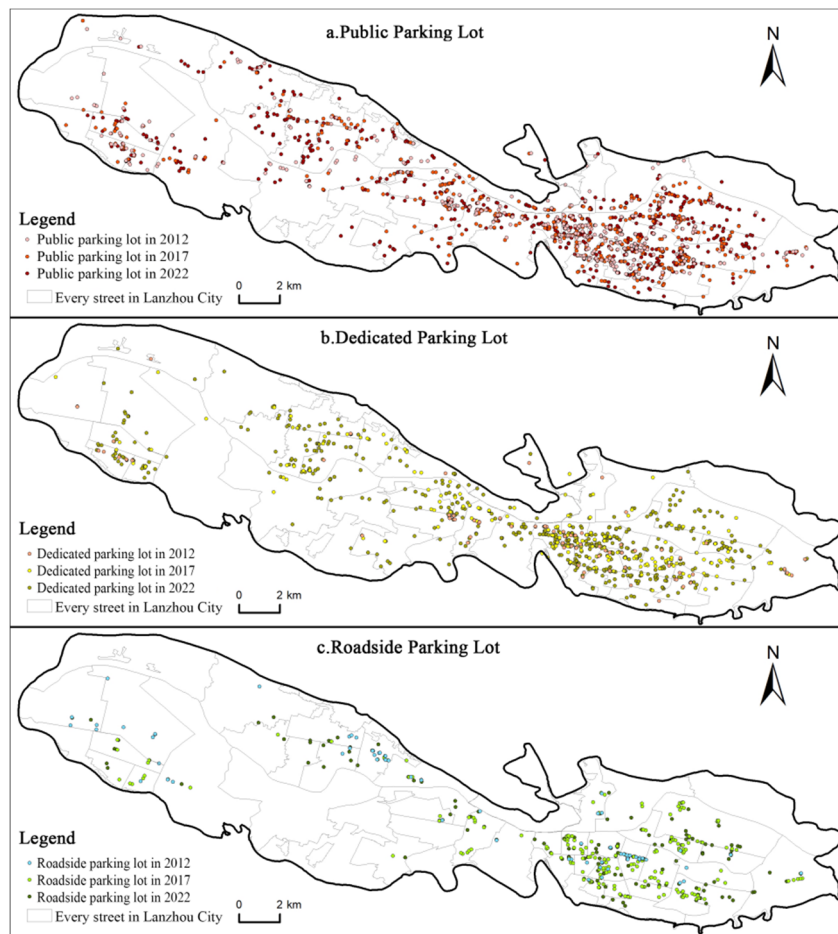 a.Public Parking Lot
N
Legend
Public parking lot in 2012
Public parking lot in 2017
Public parking lot in 2022
Every street in Lanzhou City
0 2 km
b.Dedicated Parking Lot
N
Legend
Dedicated parking lot in 2012
Dedicated parking lot in 2017
Dedicated parking lot in 2022
Every street in Lanzhou City
0 2 km
c.Roadside Parking Lot
N
Legend
Roadside parking lot in 2012
Roadside parking lot in 2017
Roadside parking lot in 2022
Every street in Lanzhou City
0 2 km